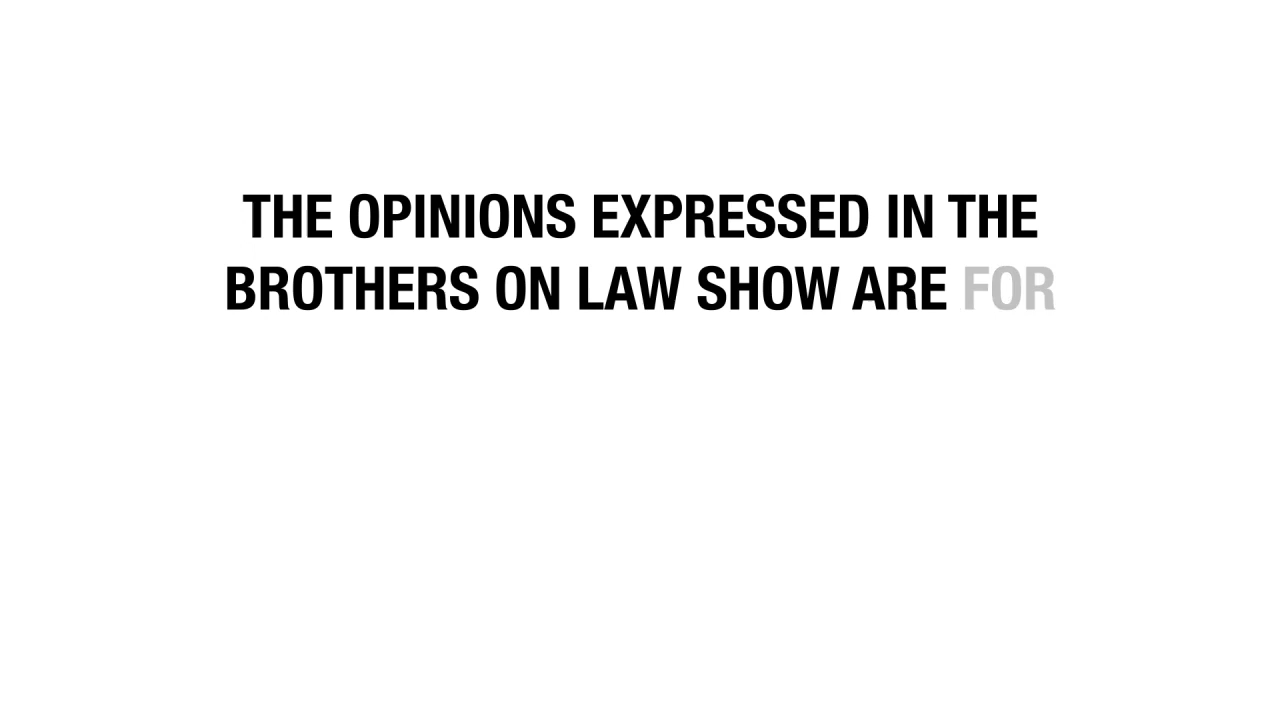 THE OPINIONS EXPRESSED IN THE
BROTHERS ON LAW SHOW ARE FOR